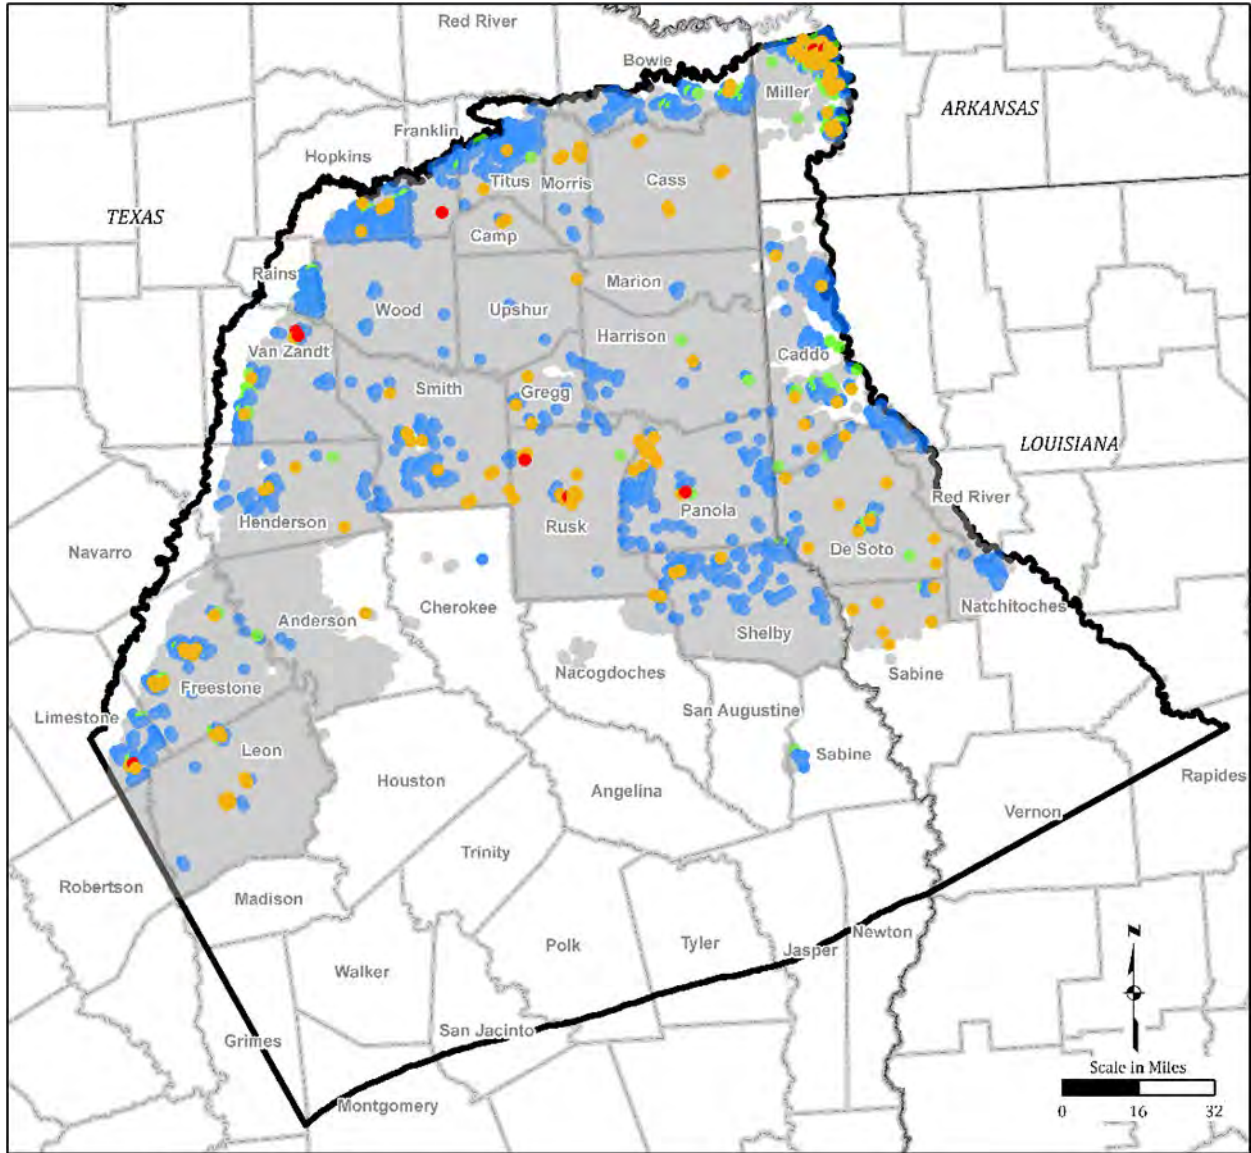 Red River
Bowie
Miller
ARKANSAS
Franklin
Hopkins
Titus
Morris
Cass
TEXAS
Camp
Rains
Marion
Wood
Upshur
Harrison
Van Zandt
Caddo
Smith
Gregg
LOUISIANA
Red River
Henderson
Rusk
Panola
De Soto
Navarro
Cherokee
Natchitoches
Anderson
Shelby
Nacogdoches
Sabine
Freestone
Limestone
San Augustine
Leon
Sabine
Houston
Angelina
Rapides
Vernon
Trinity
Robertson
Madison
Newton
Polk
Tyler
Jasper
Walker
N
San Jacinto
Grimes
Scale in Miles
Montgomery
0 16 32